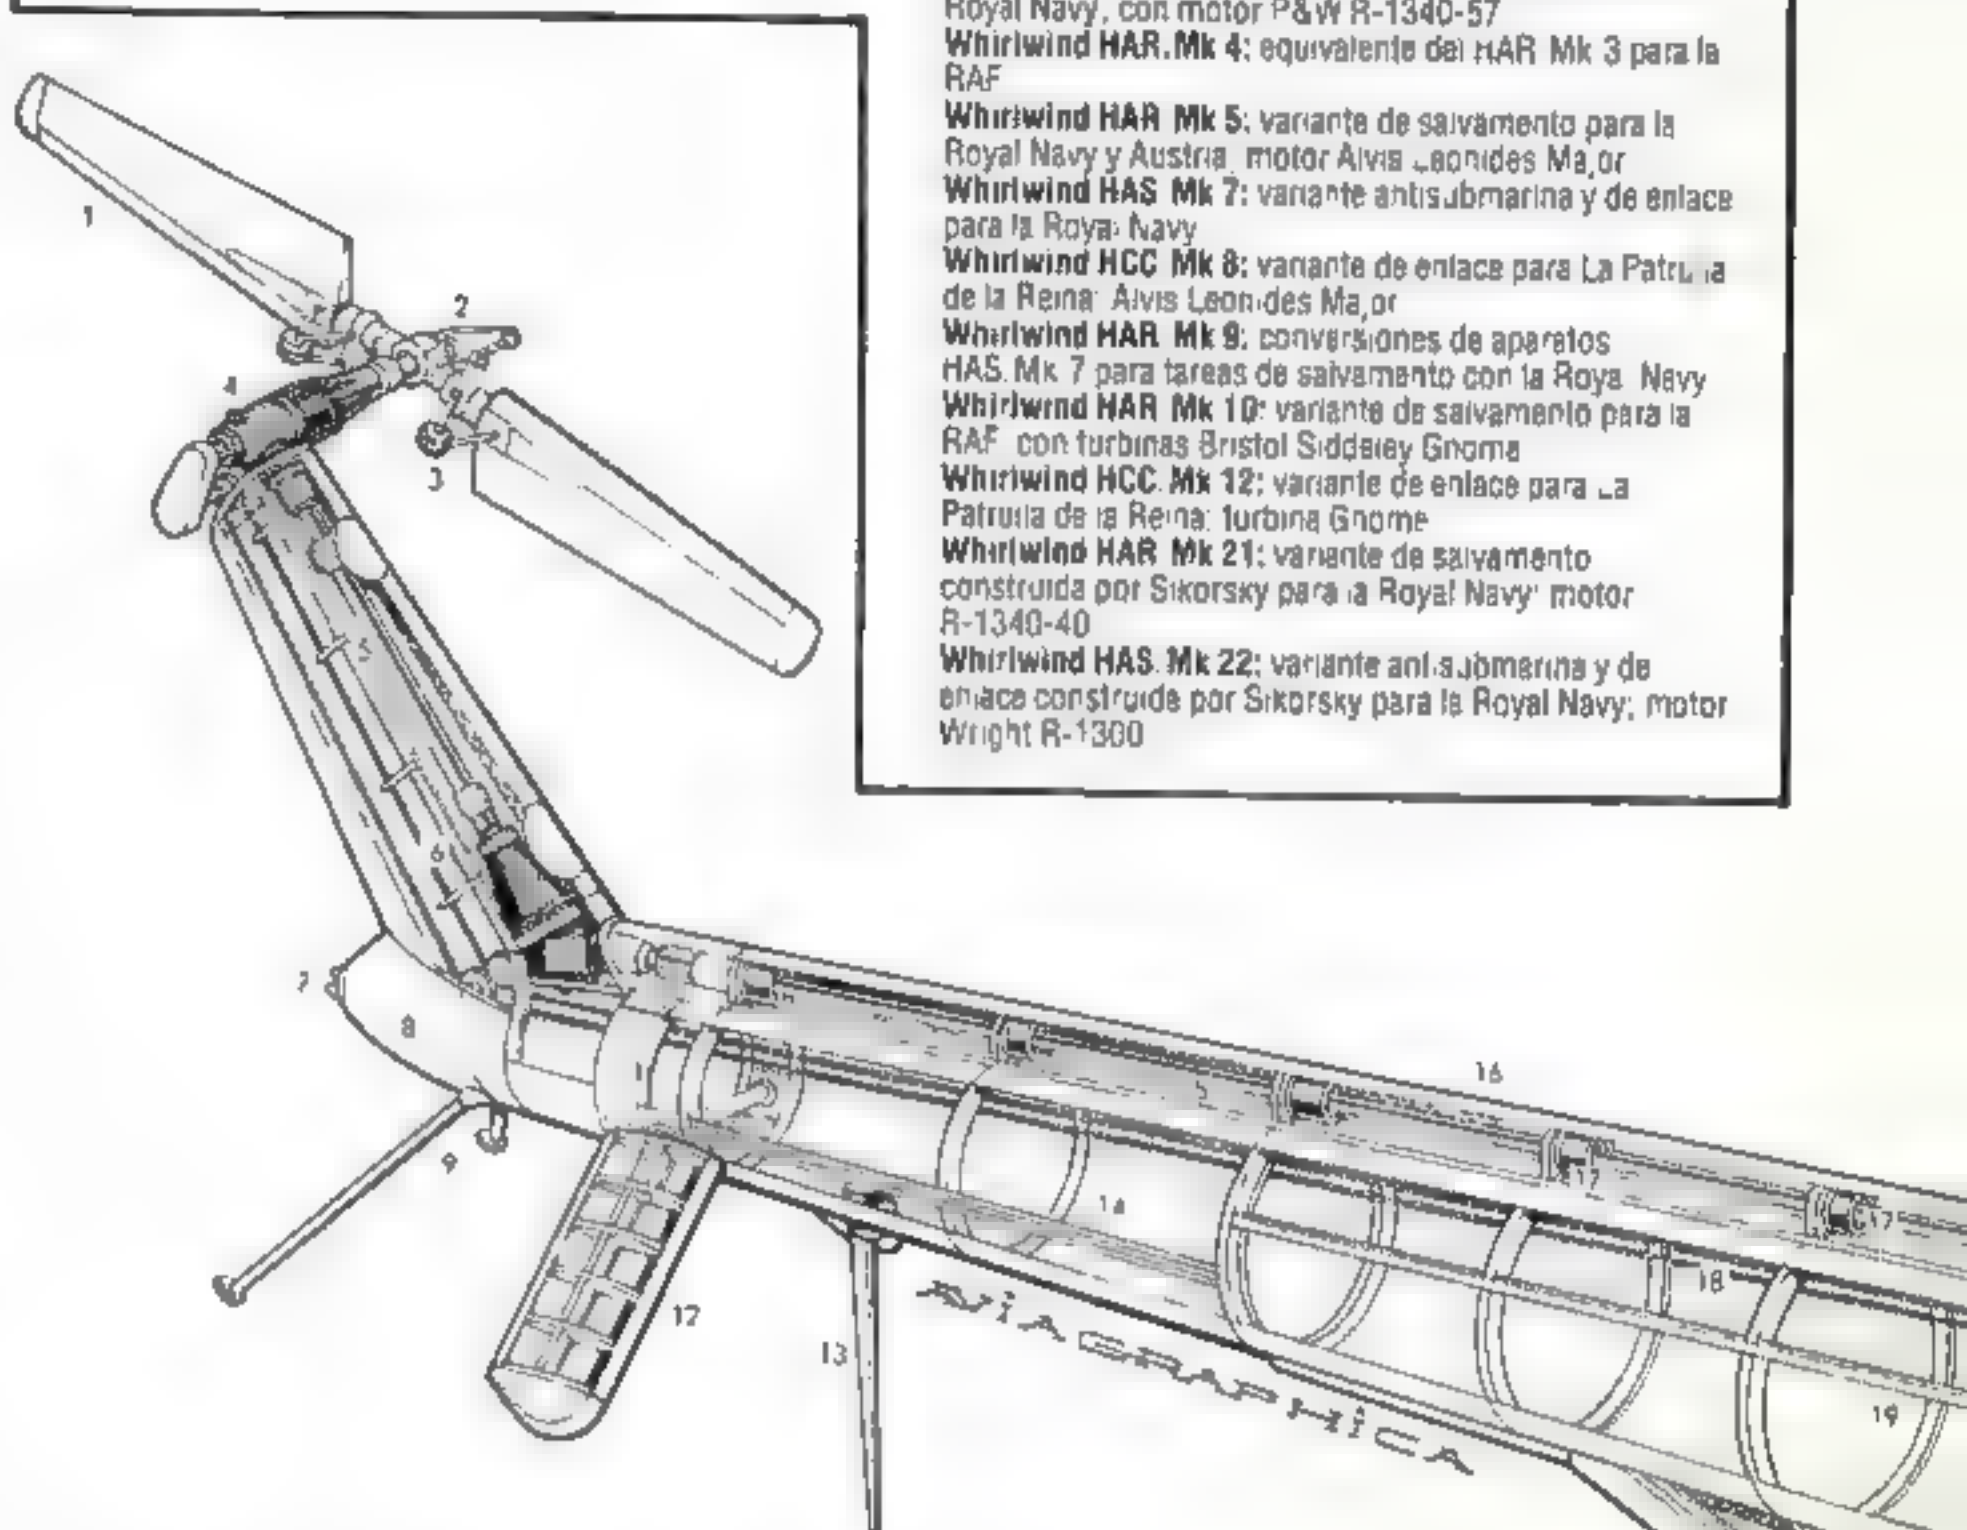 Royal Navy, con motor P&W R-1340-57
Whirlwind HAR.Mk 4: equivalente del HAR Mk 3 para la
RAF
Whirlwind HAR Mk 5: variante de salvamento para la
Royal Navy y Austria; motor Alvis Leonides Major
Whirlwind HAS Mk 7: variante antisubmarina y de enlace
para la Royal Navy
Whirlwind HCC Mk 8: variante de enlace para La Patrulla
de la Reina; Alvis Leonides Major
Whirlwind HAR Mk 9: conversiones de aparatos
HAS.Mk 7 para tareas de salvamento con la Royal Navy
Whirlwind HAR Mk 10: variante de salvamento para la
RAF con turbinas Bristol Siddeley Gnome
Whirlwind HCC.Mk 12: variante de enlace para La
Patrulla de la Reina; turbina Gnome
Whirlwind HAR Mk 21: variante de salvamento
construida por Sikorsky para la Royal Navy; motor
R-1340-40
Whirlwind HAS.Mk 22: variante antisubmarina y de
enlace construida por Sikorsky para la Royal Navy; motor
Wright R-1300
1
2
4
3
5
6
7
8
16
9
17
17
14
18
12
13
19
AVIAGRAPHICA